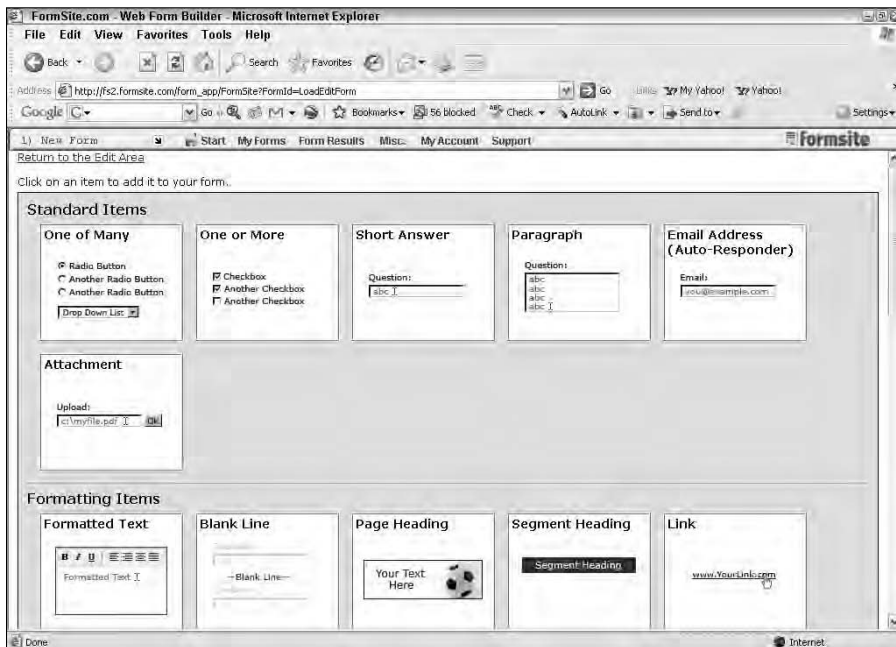 FormSite.com - Web Form Builder - Microsoft Internet Explorer
File Edit View Favorites Tools Help
Back Search Favorites
Address http://fs2.formsite.com/form_app/FormSite?FormId=LoadEditForm Go Links My Yahoo! Yahoo!
Google G Go Bookmarks 56 blocked ABC Check AutoLink Send to Settings
1) New Form Start My Forms Form Results Misc. My Account Support formsite
Return to the Edit Area
Click on an item to add it to your form.
Standard Items
One of Many One or More Short Answer Paragraph Email Address
(Auto-Responder)
Radio Button
Another Radio Button
Another Radio Button
Drop Down List
Checkbox
Another Checkbox
Another Checkbox
Question:
abc
Question:
abc
abc
abc
abc
Email:
you@example.com
Attachment
Upload:
c:\myfile.pdf Ok
Formatting Items
Formatted Text Blank Line Page Heading Segment Heading Link
B I U
Formatted Text
—Blank Line—
Your Text
Here
Segment Heading
www.YourLink.com
Done Internet